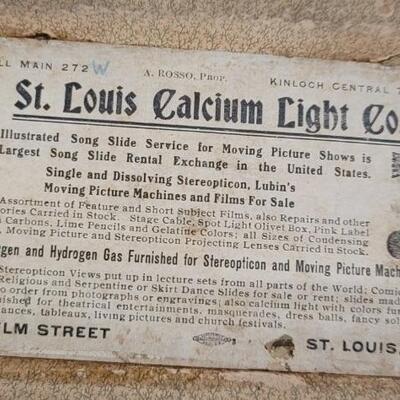 LL MAIN 272 W
A. ROSSO, PROP.
KINLOCH CENTRAL 7
St. Louis Calcium Light Co.
Illustrated Song Slide Service for Moving Picture Shows is
Largest Song Slide Rental Exchange in the United States.
Single and Dissolving Stereopticon, Lubin's
Moving Picture Machines and Films For Sale
Assortment of Feature and Short Subject Films, also Repairs and other
ories Carried in Stock. Stage Cable, Spot Light Olivet Box, Pink Label
Carbons, Lime Pencils and Gelatine Colors; all Sizes of Condensing
Moving Picture and Stereopticon Projecting Lenses Carried in Stock.
gen and Hydrogen Gas Furnished for Stereopticon and Moving Picture Mach
Stereopticon Views put up in lecture sets from all parts of the World; Comic
Religious and Serpentine or Skirt Dance Slides for sale or rent; slides mad
o order from photographs or engravings; also calcium light with colors fur
nished for theatrical entertainments, masquerades, dress balls, fancy sol
ances, tableaux, living pictures and church festivals.
ELM STREET
ST. LOUIS,